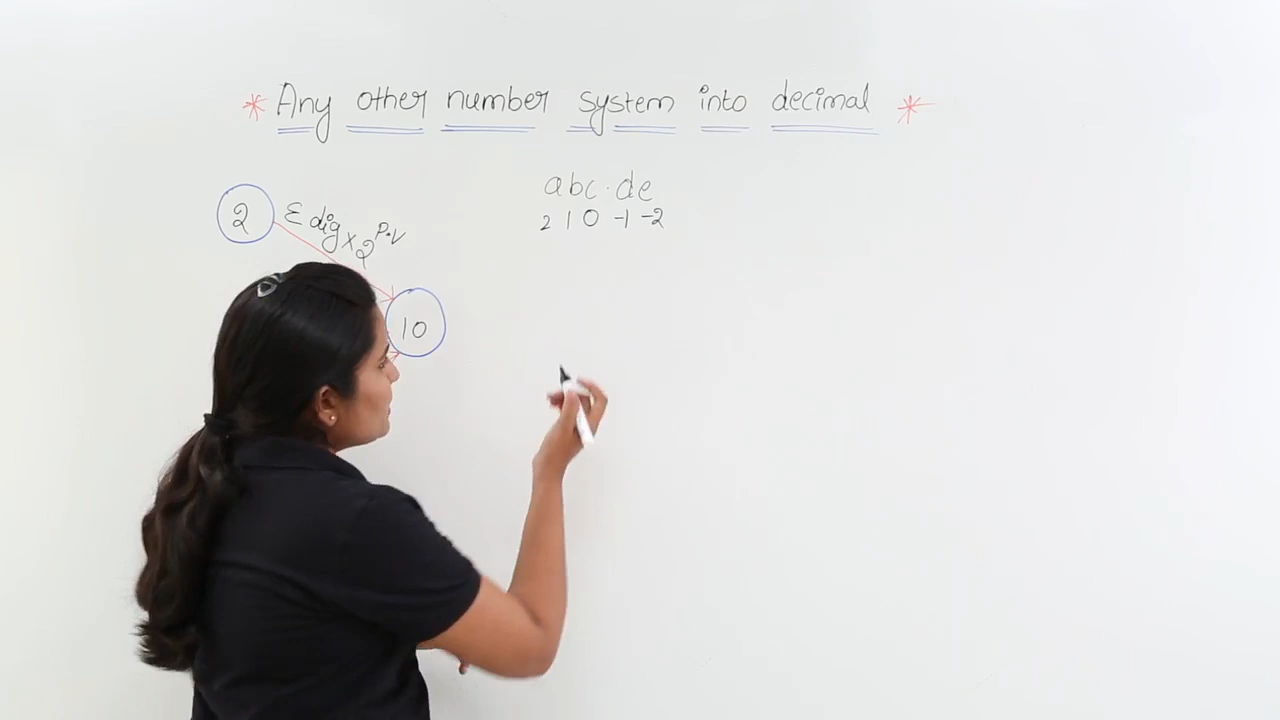 * Any other number system into decimal *
abc.de
2 1 0 -1 -2
2
Σ dig × 2^P.V
10